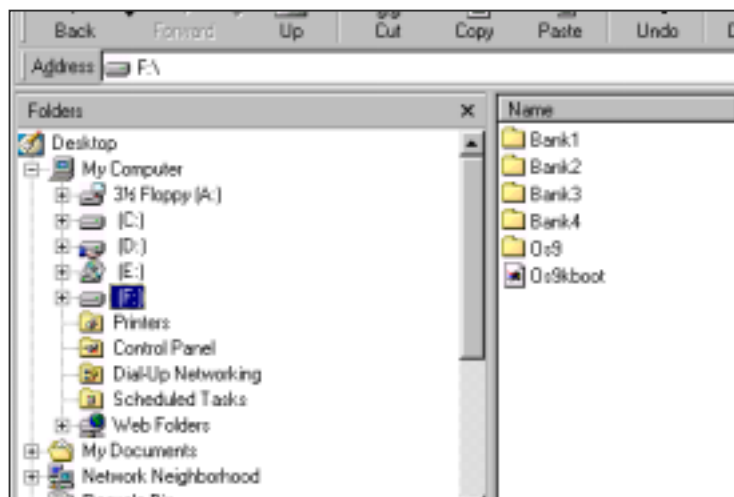 Back Forward Up Cut Copy Paste Undo
Address F:\
Folders
Desktop
My Computer
3½ Floppy (A:)
(C:)
(D:)
(E:)
(F:)
Printers
Control Panel
Dial-Up Networking
Scheduled Tasks
Web Folders
My Documents
Network Neighborhood
Name
Bank1
Bank2
Bank3
Bank4
Os9
Os9kboot